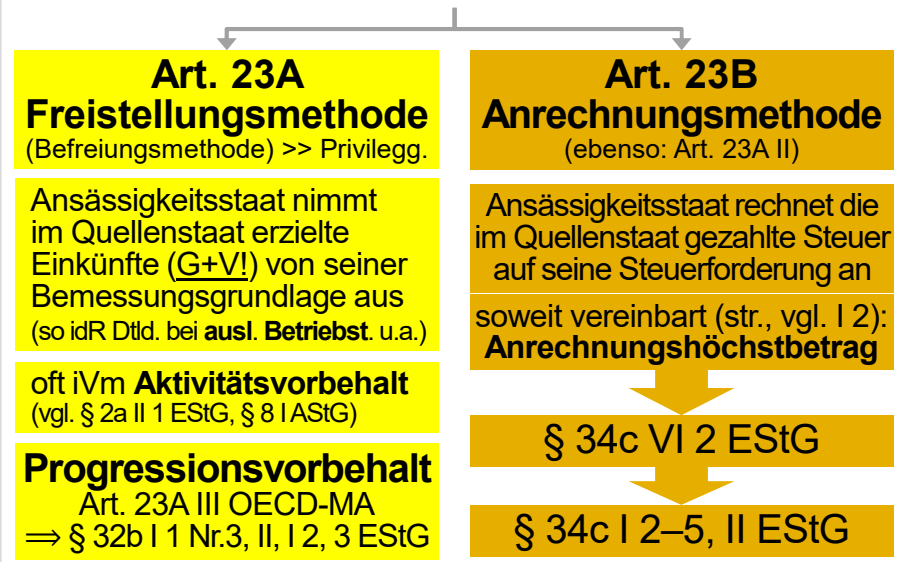 Art. 23A
Freistellungsmethode
(Befreiungsmethode) >> Privilegg.
Ansässigkeitsstaat nimmt
im Quellenstaat erzielte
Einkünfte (G+V!) von seiner
Bemessungsgrundlage aus
(so idR Dtld. bei ausl. Betriebst. u.a.)
oft iVm Aktivitätsvorbehalt
(vgl. § 2a II 1 EStG, § 8 I AStG)
Progressionsvorbehalt
Art. 23A III OECD-MA
⟹ § 32b I 1 Nr.3, II, I 2, 3 EStG
Art. 23B
Anrechnungsmethode
(ebenso: Art. 23A II)
Ansässigkeitsstaat rechnet die
im Quellenstaat gezahlte Steuer
auf seine Steuerforderung an
soweit vereinbart (str., vgl. I 2):
Anrechnungshöchstbetrag
§ 34c VI 2 EStG
§ 34c I 2–5, II EStG